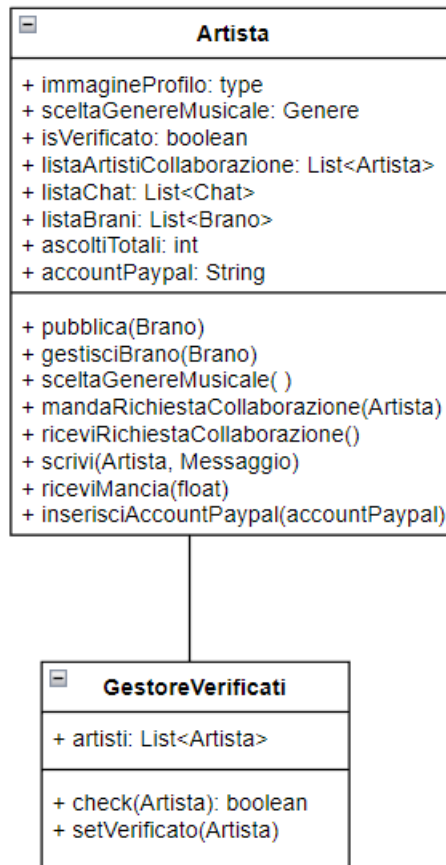 Artista
+ immagineProfilo: type
+ sceltaGenereMusicale: Genere
+ isVerificato: boolean
+ listaArtistiCollaborazione: List<Artista>
+ listaChat: List<Chat>
+ listaBrani: List<Brano>
+ ascoltiTotali: int
+ accountPaypal: String
+ pubblica(Brano)
+ gestisciBrano(Brano)
+ sceltaGenereMusicale( )
+ mandaRichiestaCollaborazione(Artista)
+ riceviRichiestaCollaborazione()
+ scrivi(Artista, Messaggio)
+ riceviMancia(float)
+ inserisciAccountPaypal(accountPaypal)
GestoreVerificati
+ artisti: List<Artista>
+ check(Artista): boolean
+ setVerificato(Artista)